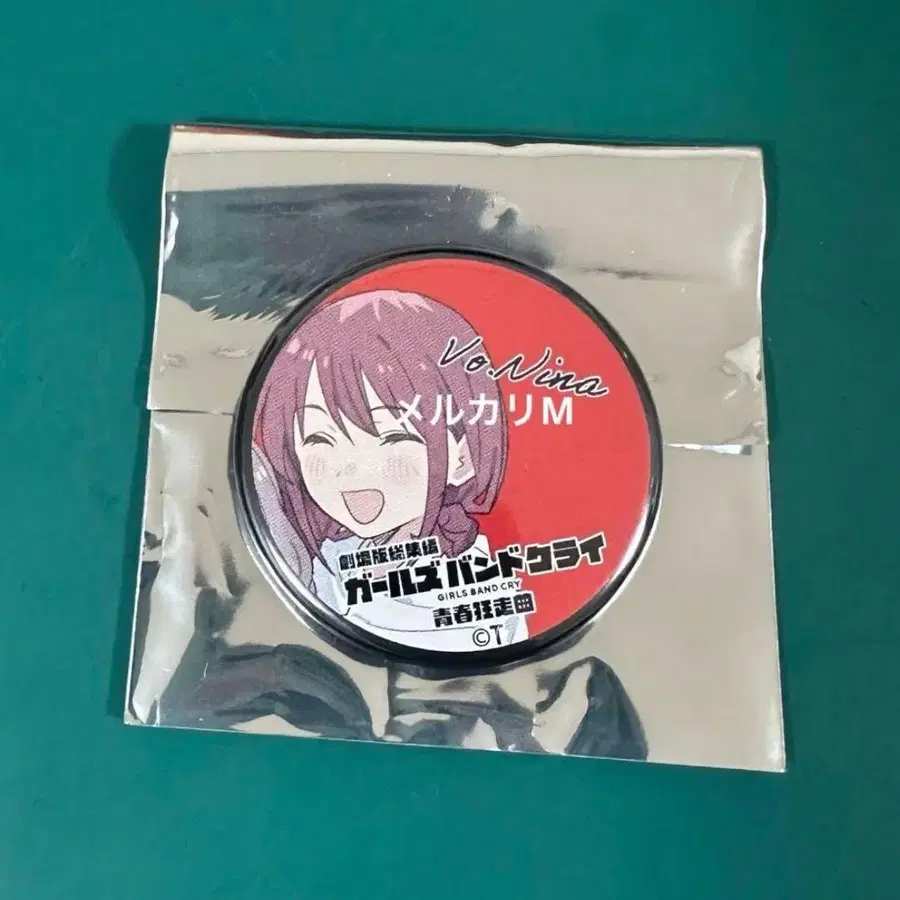 Vo.Nina
メルカリM
劇場版総集編
ガールズバンドクライ
GIRLS BAND CRY
青春狂走曲
©T